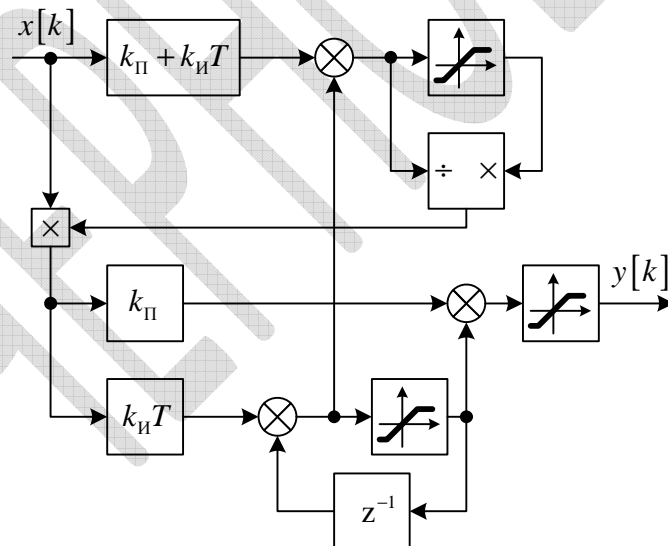 x[k]
k_П + k_И T
÷ ×
×
k_П
y[k]
k_И T
z⁻¹